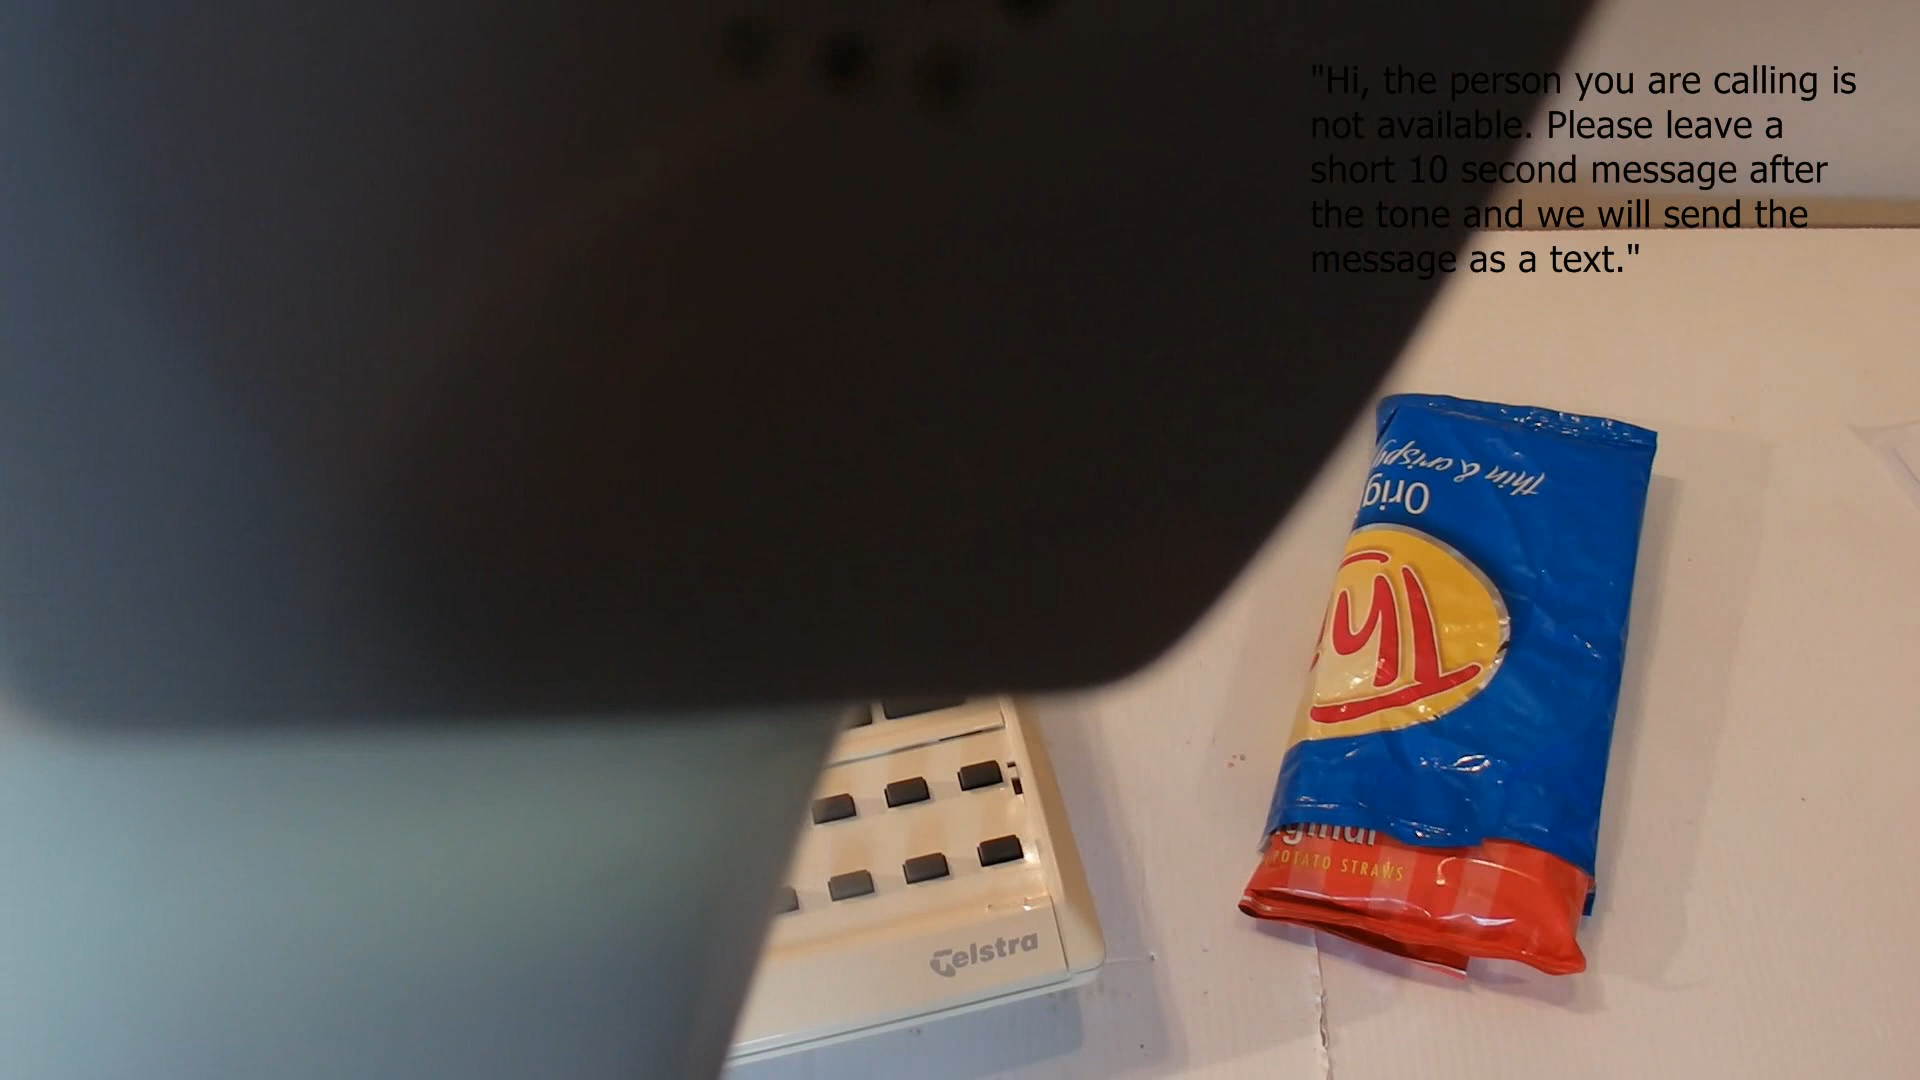 "Hi, the person you are calling is
not available. Please leave a
short 10 second message after
the tone and we will send the
message as a text."
thin & crispy
Telstra
POTATO STRAWS